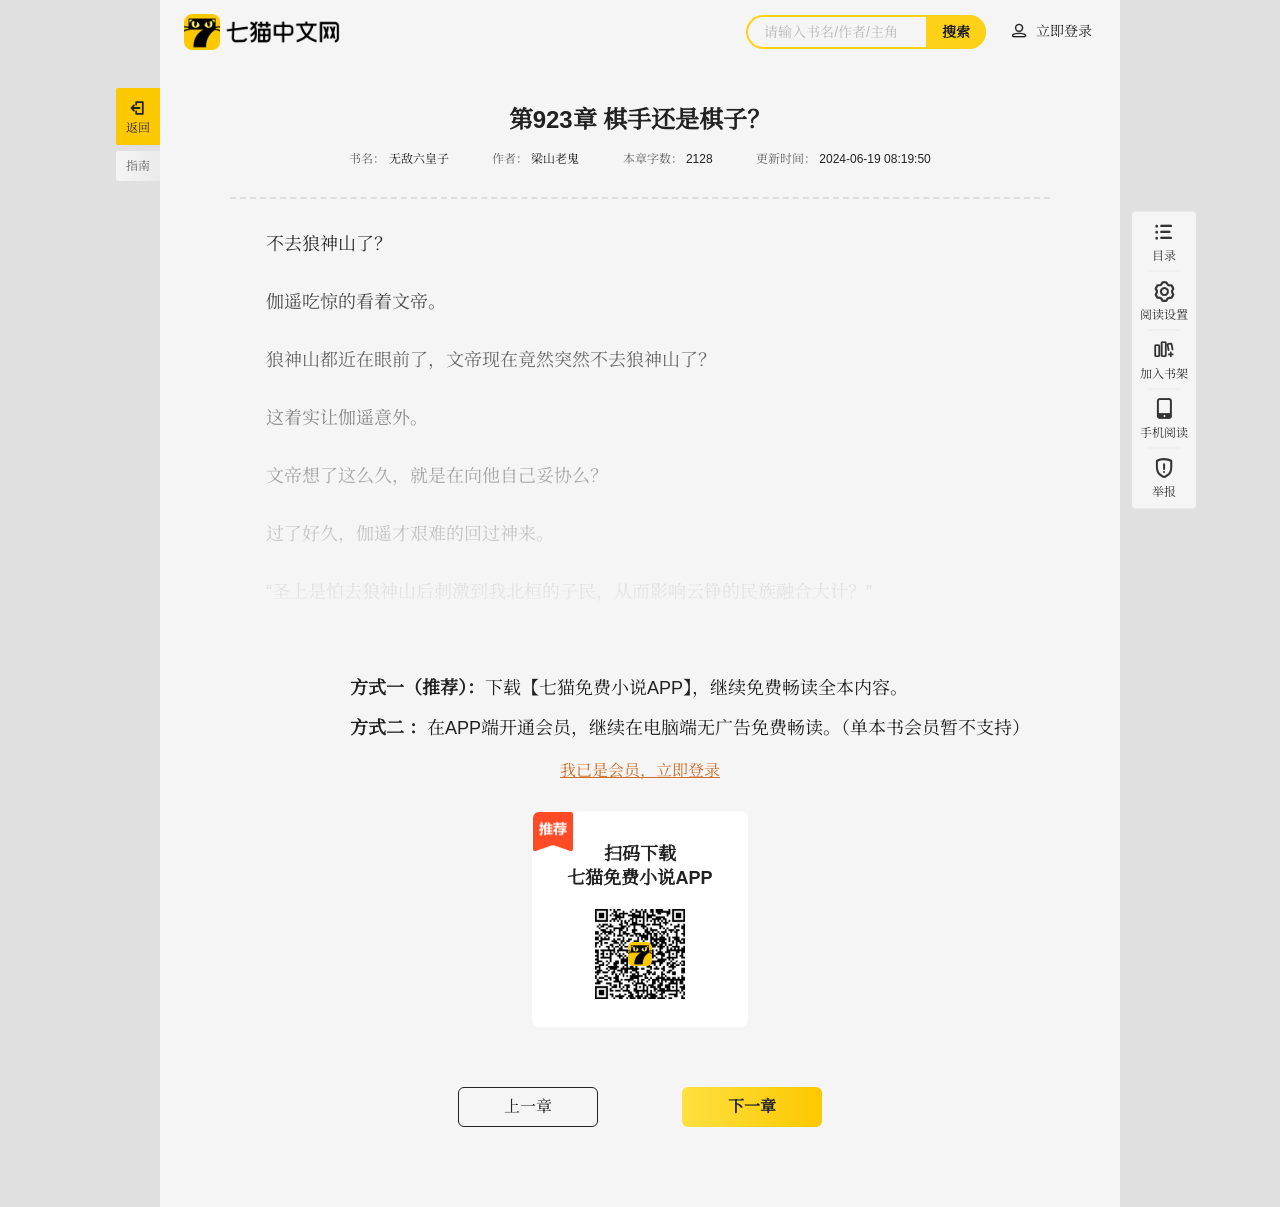 七猫中文网
请输入书名/作者/主角
搜索
立即登录
返回
指南
第923章 棋手还是棋子？
书名： 无敌六皇子 作者： 梁山老鬼 本章字数： 2128 更新时间： 2024-06-19 08:19:50
不去狼神山了？
伽遥吃惊的看着文帝。
狼神山都近在眼前了，文帝现在竟然突然不去狼神山了？
这着实让伽遥意外。
文帝想了这么久，就是在向他自己妥协么？
过了好久，伽遥才艰难的回过神来。
“圣上是怕去狼神山后刺激到我北桓的子民，从而影响云铮的民族融合大计？”
目录
阅读设置
加入书架
手机阅读
举报
方式一（推荐）：下载【七猫免费小说APP】，继续免费畅读全本内容。
方式二 ：在APP端开通会员，继续在电脑端无广告免费畅读。（单本书会员暂不支持）
我已是会员，立即登录
推荐
扫码下载
七猫免费小说APP
上一章
下一章